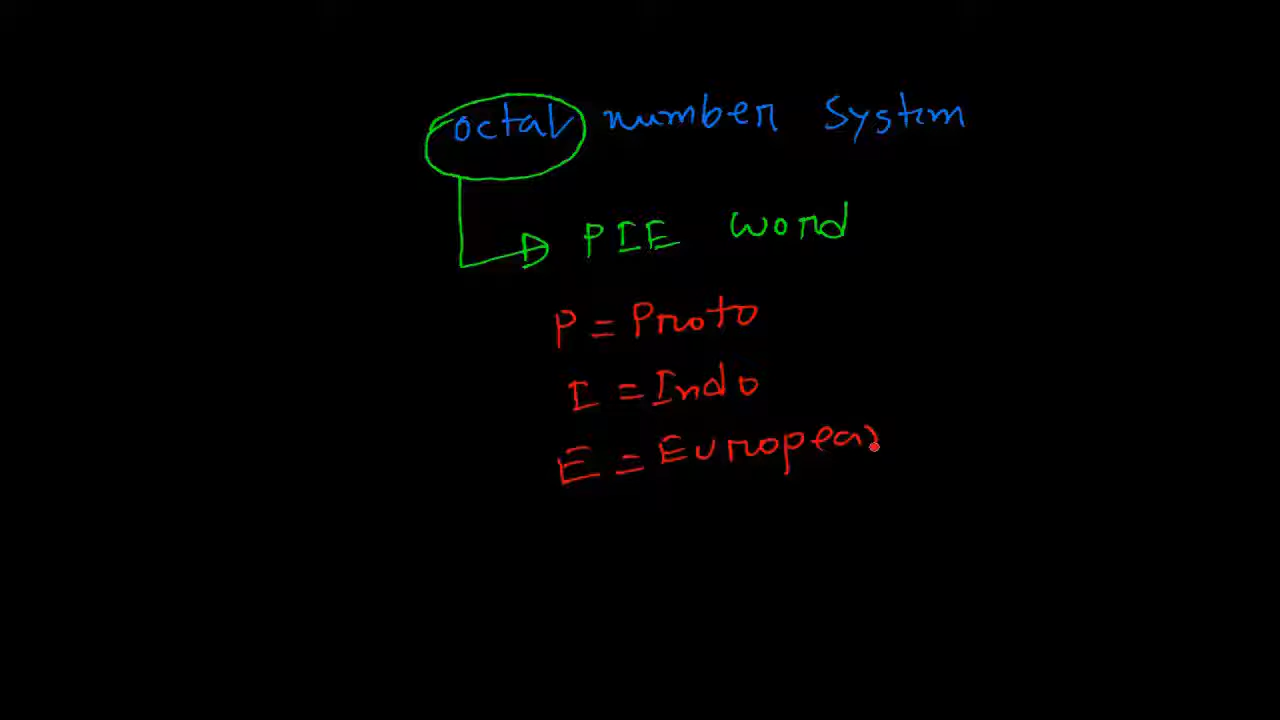 octal number system
PIE word
P = Proto
I = Indo
E = European